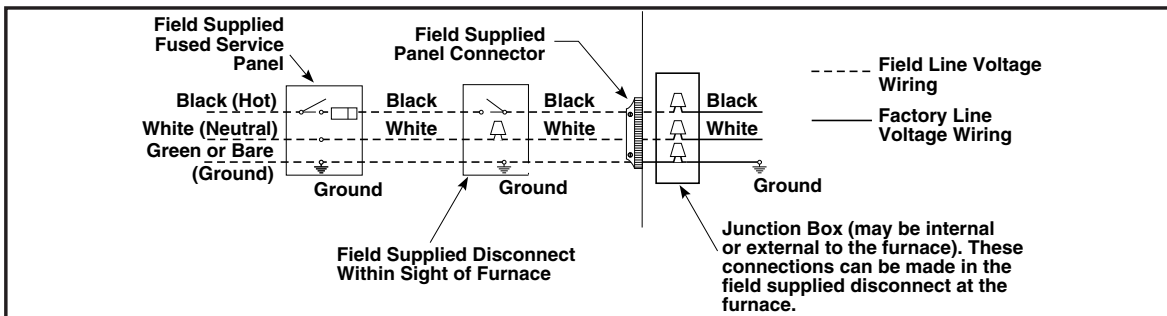 Field Supplied
Fused Service
Panel
Field Supplied
Panel Connector
Field Line Voltage
Wiring
Factory Line
Voltage Wiring
Black (Hot)
Black
Black
Black
White (Neutral)
White
White
White
Green or Bare
(Ground)
Ground
Ground
Ground
Field Supplied Disconnect
Within Sight of Furnace
Junction Box (may be internal
or external to the furnace). These
connections can be made in the
field supplied disconnect at the
furnace.